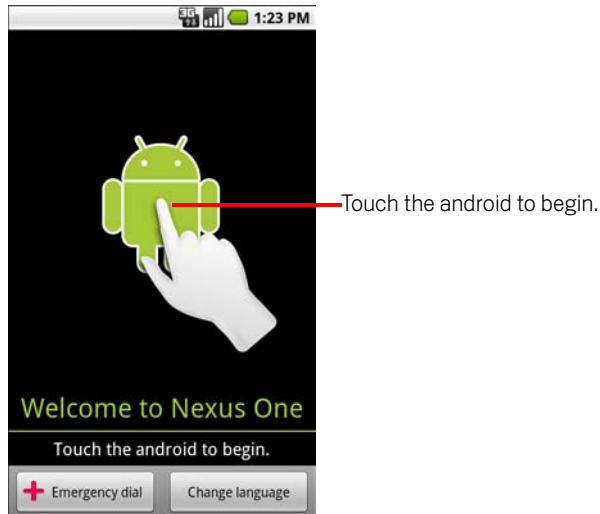 3G
1:23 PM
Touch the android to begin.
Welcome to Nexus One
Touch the android to begin.
Emergency dial
Change language